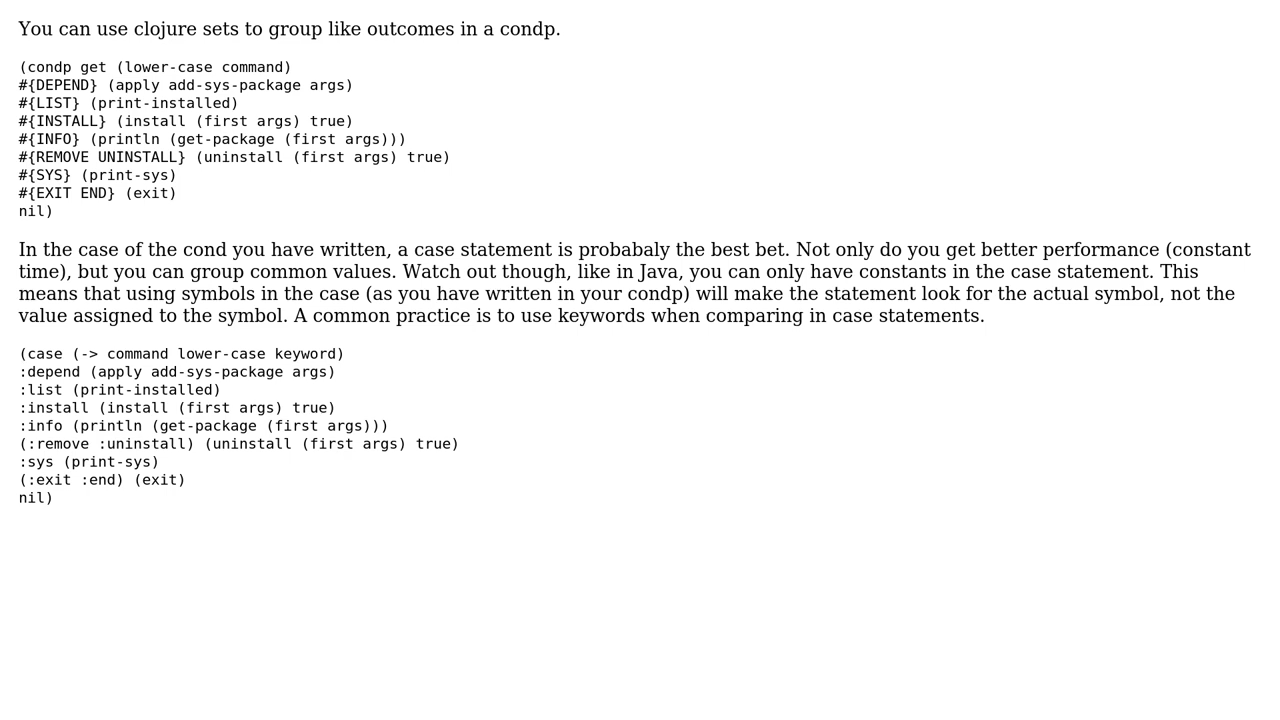 You can use clojure sets to group like outcomes in a condp.
(condp get (lower-case command)
#{DEPEND} (apply add-sys-package args)
#{LIST} (print-installed)
#{INSTALL} (install (first args) true)
#{INFO} (println (get-package (first args)))
#{REMOVE UNINSTALL} (uninstall (first args) true)
#{SYS} (print-sys)
#{EXIT END} (exit)
nil)
In the case of the cond you have written, a case statement is probabaly the best bet. Not only do you get better performance (constant
time), but you can group common values. Watch out though, like in Java, you can only have constants in the case statement. This
means that using symbols in the case (as you have written in your condp) will make the statement look for the actual symbol, not the
value assigned to the symbol. A common practice is to use keywords when comparing in case statements.
(case (-> command lower-case keyword)
:depend (apply add-sys-package args)
:list (print-installed)
:install (install (first args) true)
:info (println (get-package (first args)))
(:remove :uninstall) (uninstall (first args) true)
:sys (print-sys)
(:exit :end) (exit)
nil)